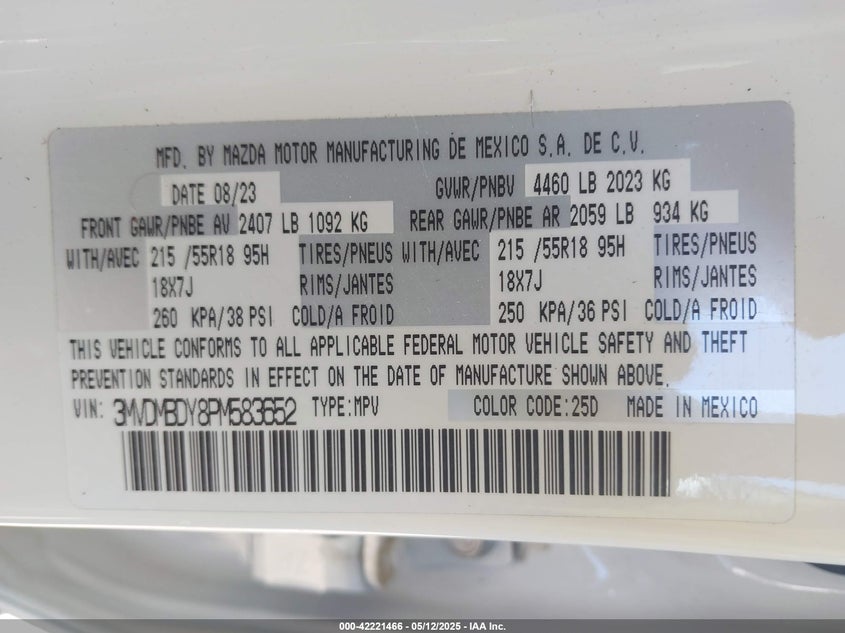 MFD. BY MAZDA MOTOR MANUFACTURING DE MEXICO S.A. DE C.V.
DATE 08/23 GVWR/PNBV 4460 LB 2023 KG
FRONT GAWR/PNBE AV 2407 LB 1092 KG REAR GAWR/PNBE AR 2059 LB 934 KG
WITH/AVEC 215 /55R18 95H TIRES/PNEUS WITH/AVEC 215 /55R18 95H TIRES/PNEUS
18X7J RIMS/JANTES 18X7J RIMS/JANTES
260 KPA/38 PSI COLD/A FROID 250 KPA/36 PSI COLD/A FROID
THIS VEHICLE CONFORMS TO ALL APPLICABLE FEDERAL MOTOR VEHICLE SAFETY AND THEFT
PREVENTION STANDARDS IN EFFECT ON THE DATE OF MANUFACTURE SHOWN ABOVE.
VIN: 3MVDMBDY8PM583652 TYPE:MPV COLOR CODE:25D MADE IN MEXICO
000-42221466 - 05/12/2025 - IAA Inc.